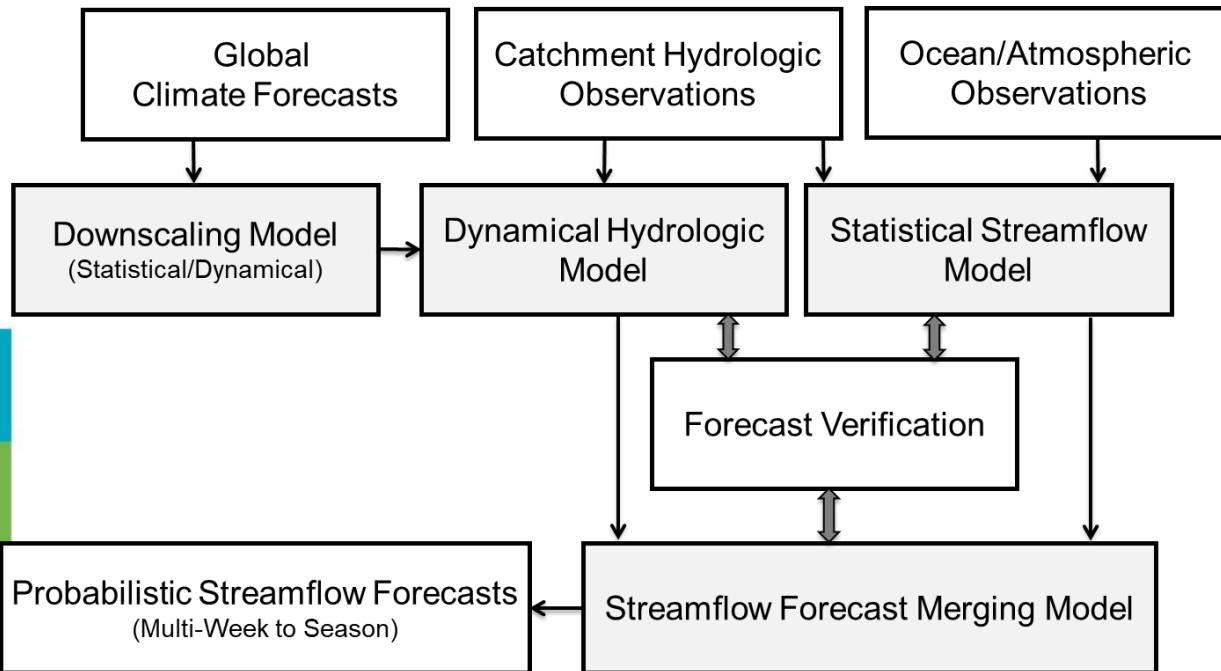 Global
Climate Forecasts
Catchment Hydrologic
Observations
Ocean/Atmospheric
Observations
Downscaling Model
(Statistical/Dynamical)
Dynamical Hydrologic
Model
Statistical Streamflow
Model
Forecast Verification
Probabilistic Streamflow Forecasts
(Multi-Week to Season)
Streamflow Forecast Merging Model